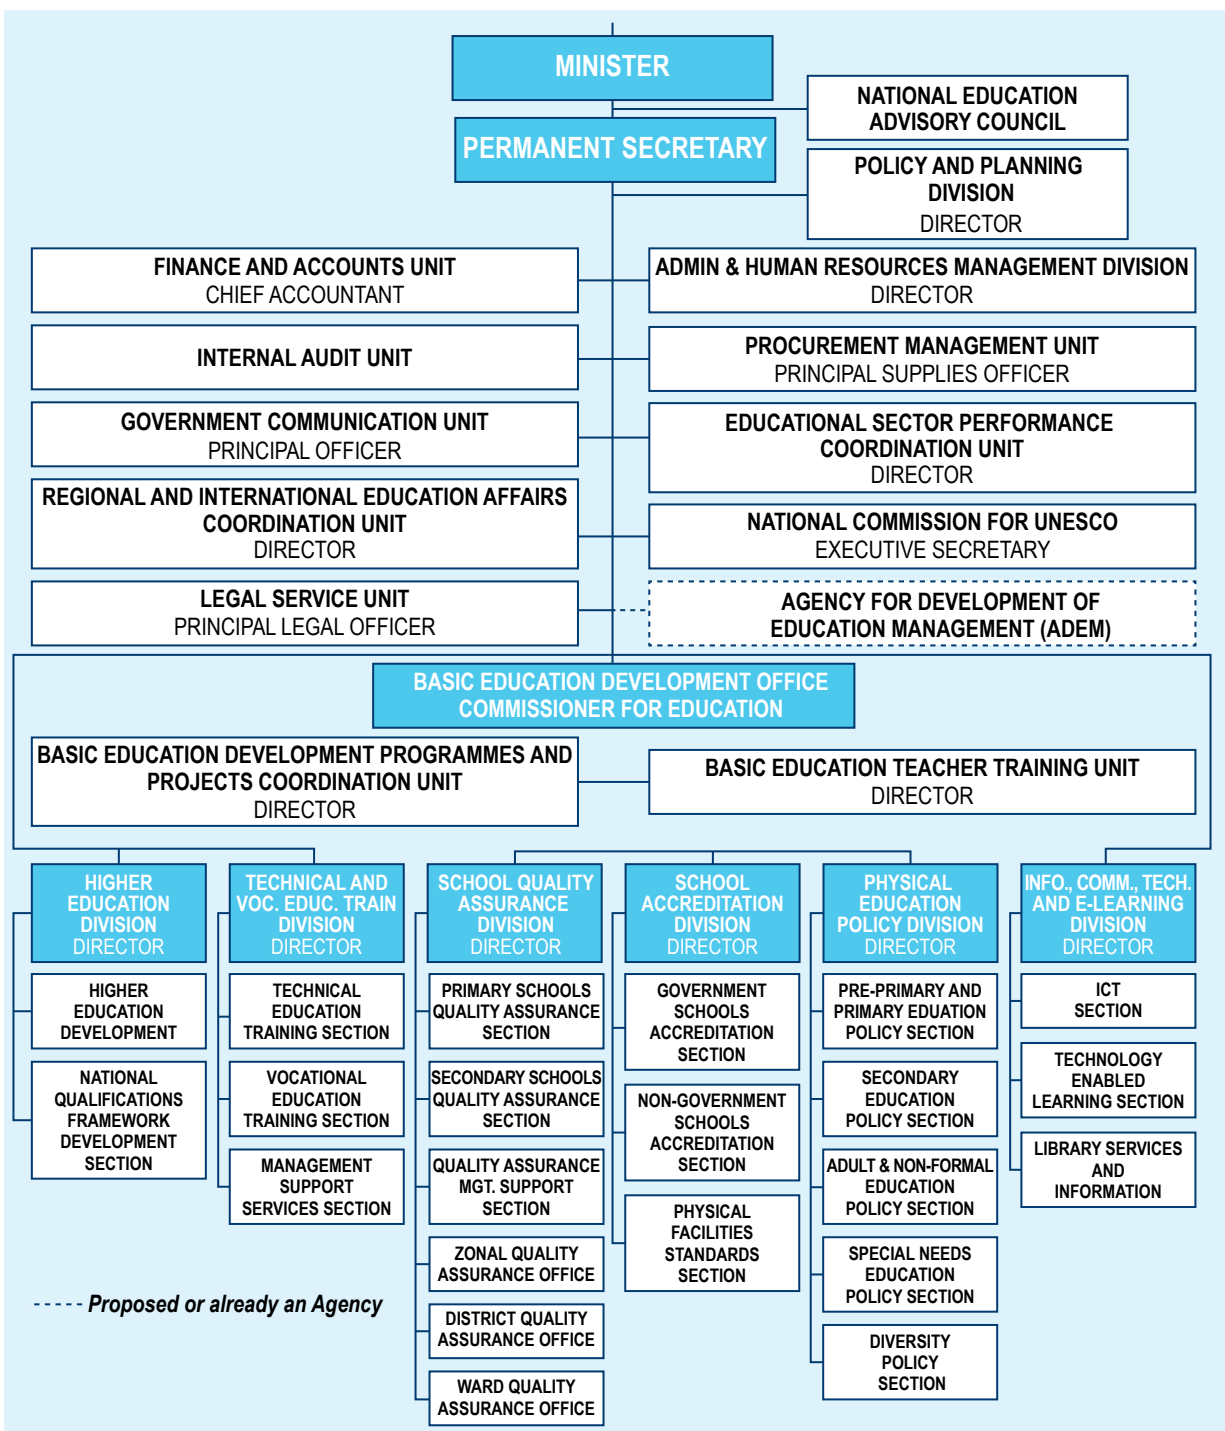 MINISTER
NATIONAL EDUCATION
ADVISORY COUNCIL
PERMANENT SECRETARY
POLICY AND PLANNING
DIVISION
DIRECTOR
FINANCE AND ACCOUNTS UNIT
CHIEF ACCOUNTANT
ADMIN & HUMAN RESOURCES MANAGEMENT DIVISION
DIRECTOR
INTERNAL AUDIT UNIT
PROCUREMENT MANAGEMENT UNIT
PRINCIPAL SUPPLIES OFFICER
GOVERNMENT COMMUNICATION UNIT
PRINCIPAL OFFICER
EDUCATIONAL SECTOR PERFORMANCE
COORDINATION UNIT
DIRECTOR
REGIONAL AND INTERNATIONAL EDUCATION AFFAIRS
COORDINATION UNIT
DIRECTOR
NATIONAL COMMISSION FOR UNESCO
EXECUTIVE SECRETARY
LEGAL SERVICE UNIT
PRINCIPAL LEGAL OFFICER
AGENCY FOR DEVELOPMENT OF
EDUCATION MANAGEMENT (ADEM)
BASIC EDUCATION DEVELOPMENT OFFICE
COMMISSIONER FOR EDUCATION
BASIC EDUCATION DEVELOPMENT PROGRAMMES AND
PROJECTS COORDINATION UNIT
DIRECTOR
BASIC EDUCATION TEACHER TRAINING UNIT
DIRECTOR
HIGHER
EDUCATION
DIVISION
DIRECTOR
HIGHER
EDUCATION
DEVELOPMENT
NATIONAL
QUALIFICATIONS
FRAMEWORK
DEVELOPMENT
SECTION
TECHNICAL AND
VOC. EDUC. TRAIN
DIVISION
DIRECTOR
TECHNICAL
EDUCATION
TRAINING SECTION
VOCATIONAL
EDUCATION
TRAINING SECTION
MANAGEMENT
SUPPORT
SERVICES SECTION
SCHOOL QUALITY
ASSURANCE
DIVISION
DIRECTOR
PRIMARY SCHOOLS
QUALITY ASSURANCE
SECTION
SECONDARY SCHOOLS
QUALITY ASSURANCE
SECTION
QUALITY ASSURANCE
MGT. SUPPORT
SECTION
ZONAL QUALITY
ASSURANCE OFFICE
DISTRICT QUALITY
ASSURANCE OFFICE
WARD QUALITY
ASSURANCE OFFICE
SCHOOL
ACCREDITATION
DIVISION
DIRECTOR
GOVERNMENT
SCHOOLS
ACCREDITATION
SECTION
NON-GOVERNMENT
SCHOOLS
ACCREDITATION
SECTION
PHYSICAL
FACILITIES
STANDARDS
SECTION
PHYSICAL
EDUCATION
POLICY DIVISION
DIRECTOR
PRE-PRIMARY AND
PRIMARY EDUATION
POLICY SECTION
SECONDARY
EDUCATION
POLICY SECTION
ADULT & NON-FORMAL
EDUCATION
POLICY SECTION
SPECIAL NEEDS
EDUCATION
POLICY SECTION
DIVERSITY
POLICY
SECTION
INFO., COMM., TECH.
AND E-LEARNING
DIVISION
DIRECTOR
ICT
SECTION
TECHNOLOGY
ENABLED
LEARNING SECTION
LIBRARY SERVICES
AND
INFORMATION
Proposed or already an Agency